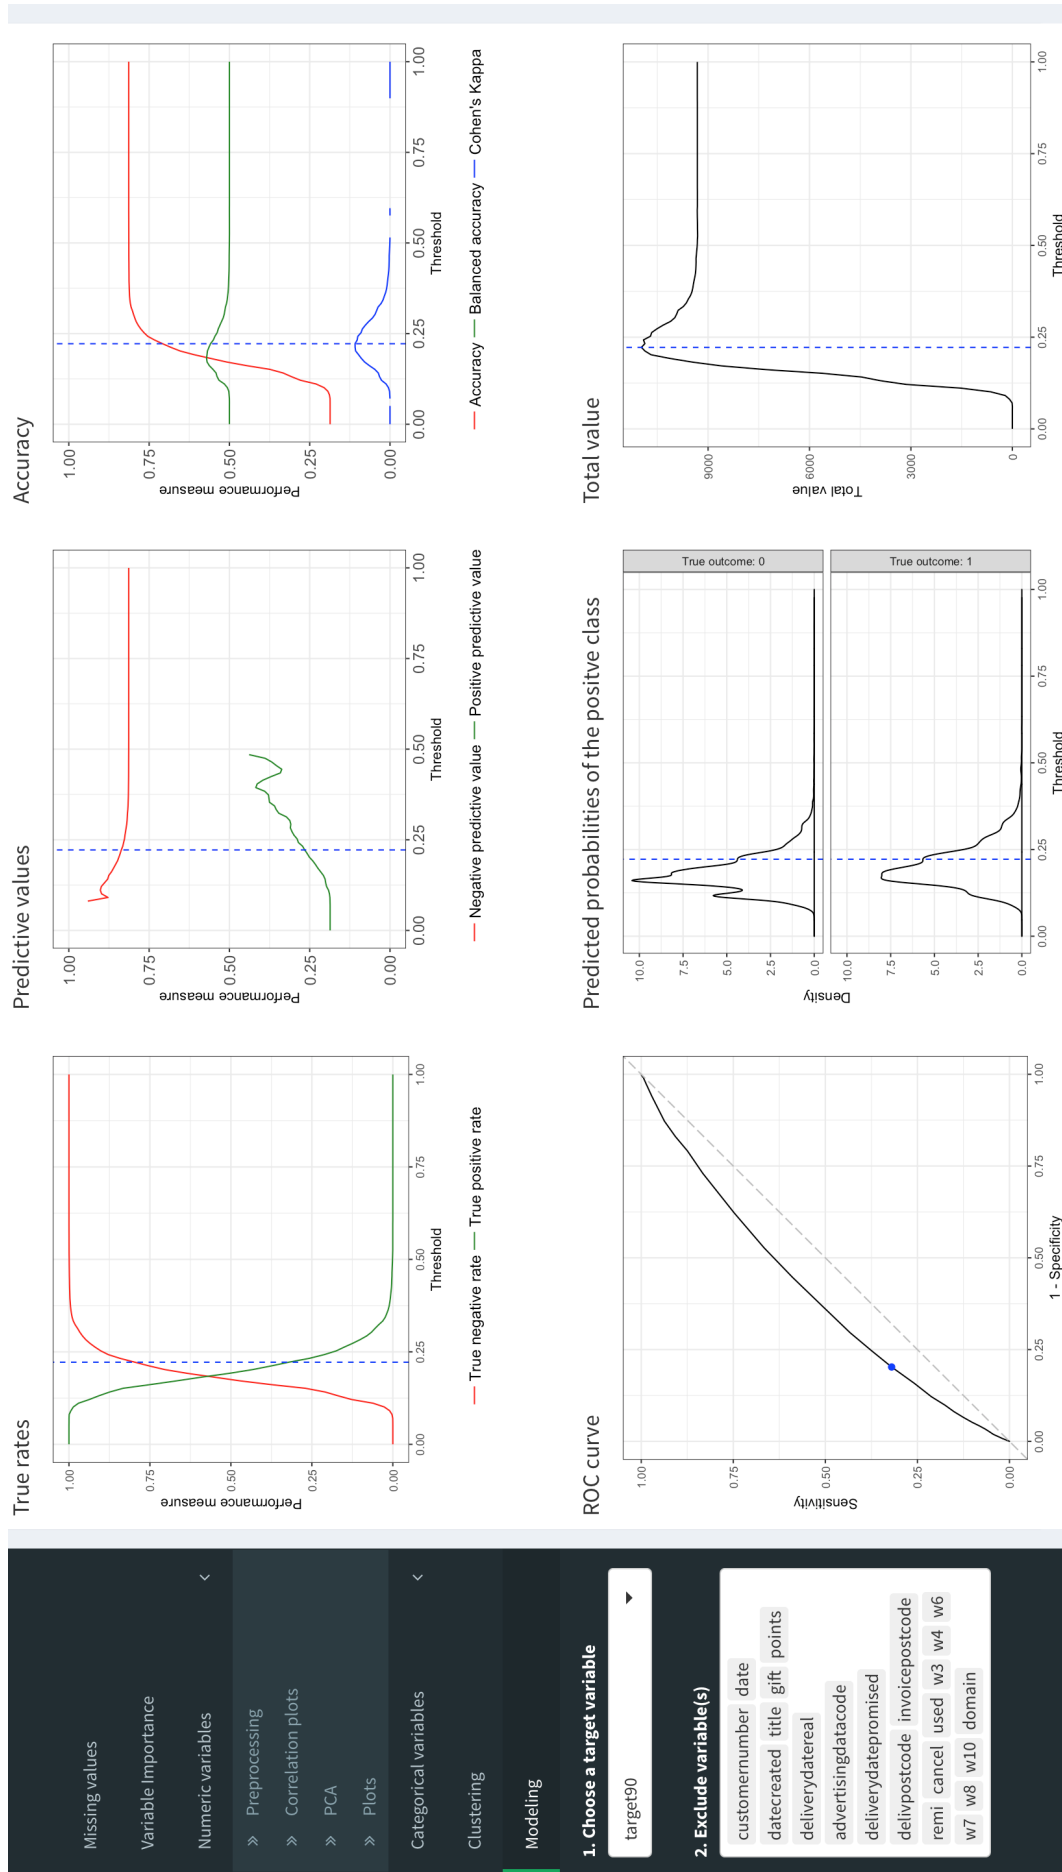 Missing values
Variable Importance
Numeric variables
» Preprocessing
» Correlation plots
» PCA
» Plots
Categorical variables
Clustering
Modeling
1. Choose a target variable
target90
2. Exclude variable(s)
customernumber date
datecreated title gift points
deliverydatereal
advertisingdatacode
deliverydatepromised
delivpostcode invoicepostcode
remi cancel used w3 w4 w6
w7 w8 w10 domain
True rates
1.00
0.75
0.50
0.25
0.00
Performance measure
0.00 0.25 0.50 0.75 1.00
Threshold
True negative rate True positive rate
Predictive values
1.00
0.75
0.50
0.25
0.00
Performance measure
0.00 0.25 0.50 0.75 1.00
Threshold
Negative predictive value Positive predictive value
Accuracy
1.00
0.75
0.50
0.25
0.00
Performance measure
0.00 0.25 0.50 0.75 1.00
Threshold
Accuracy Balanced accuracy Cohen's Kappa
ROC curve
1.00
0.75
0.50
0.25
0.00
Sensitivity
0.00 0.25 0.50 0.75 1.00
1 - Specificity
Predicted probabilities of the positve class
True outcome: 0
10.0
7.5
5.0
2.5
0.0
True outcome: 1
10.0
7.5
5.0
2.5
0.0
Density
0.00 0.25 0.50 0.75 1.00
Threshold
Total value
9000
6000
3000
0
Total value
0.00 0.25 0.50 0.75 1.00
Threshold